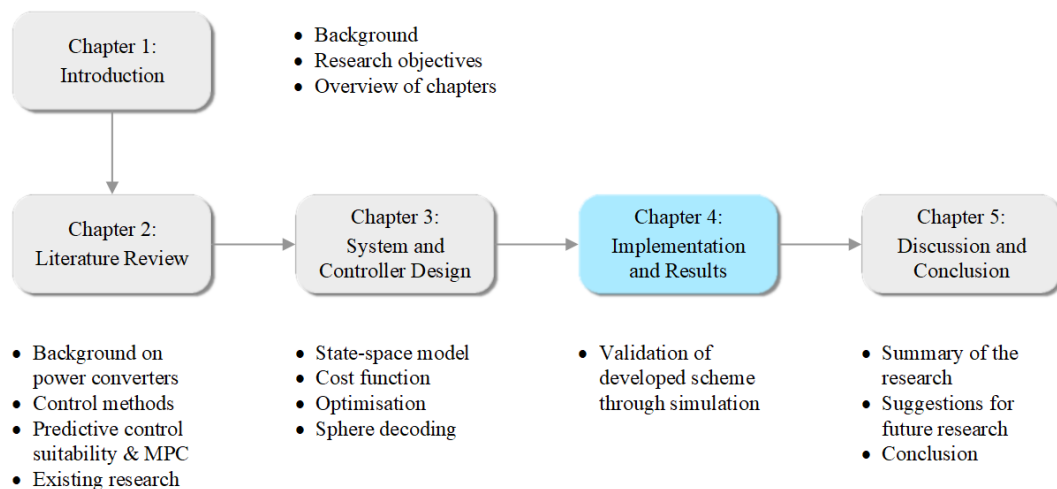 Chapter 1:
Introduction
• Background
• Research objectives
• Overview of chapters
Chapter 2:
Literature Review
Chapter 3:
System and
Controller Design
Chapter 4:
Implementation
and Results
Chapter 5:
Discussion and
Conclusion
• Background on
power converters
• Control methods
• Predictive control
suitability & MPC
• Existing research
• State-space model
• Cost function
• Optimisation
• Sphere decoding
• Validation of
developed scheme
through simulation
• Summary of the
research
• Suggestions for
future research
• Conclusion